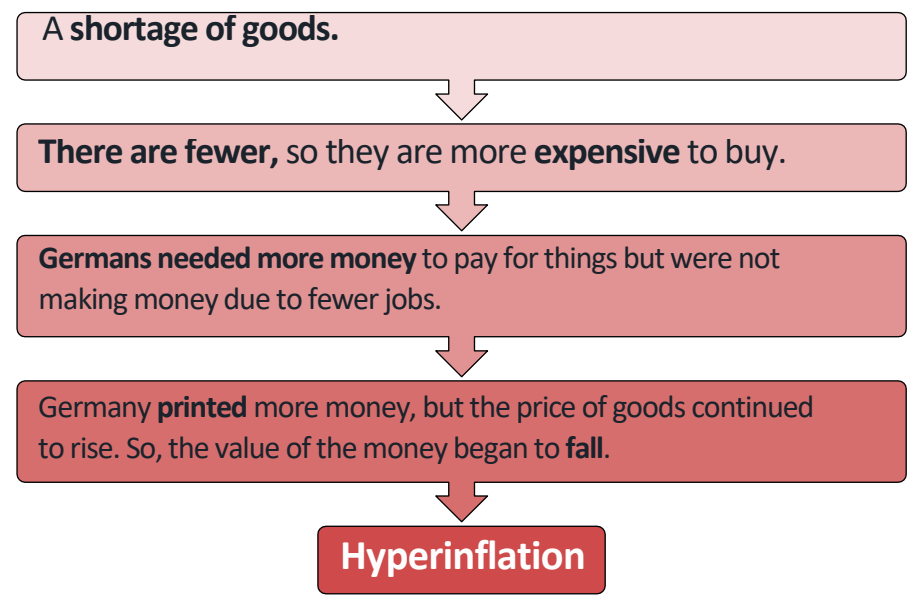 A shortage of goods.
There are fewer, so they are more expensive to buy.
Germans needed more money to pay for things but were not
making money due to fewer jobs.
Germany printed more money, but the price of goods continued
to rise. So, the value of the money began to fall.
Hyperinflation